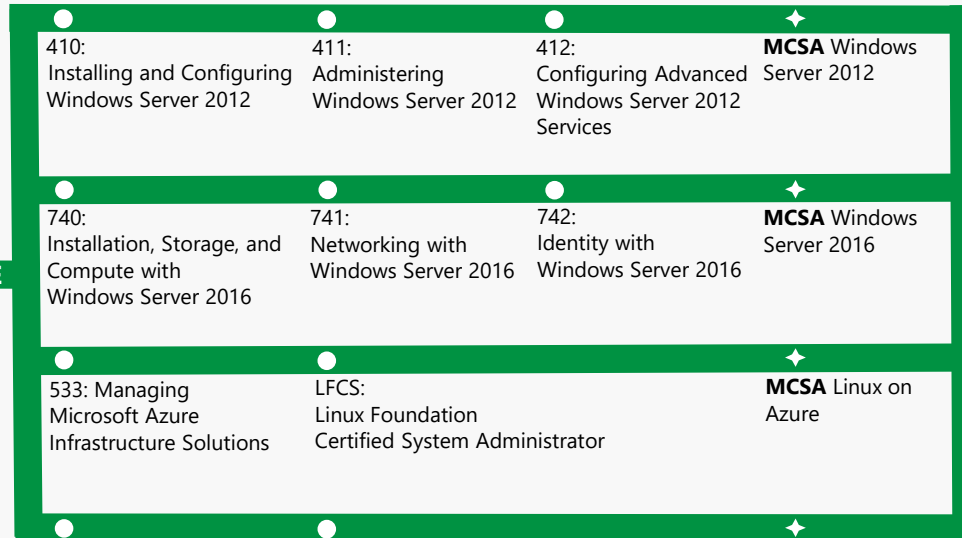 410:
Installing and Configuring
Windows Server 2012
411:
Administering
Windows Server 2012
412:
Configuring Advanced
Windows Server 2012
Services
MCSA Windows
Server 2012
740:
Installation, Storage, and
Compute with
Windows Server 2016
741:
Networking with
Windows Server 2016
742:
Identity with
Windows Server 2016
MCSA Windows
Server 2016
533: Managing
Microsoft Azure
Infrastructure Solutions
LFCS:
Linux Foundation
Certified System Administrator
MCSA Linux on
Azure